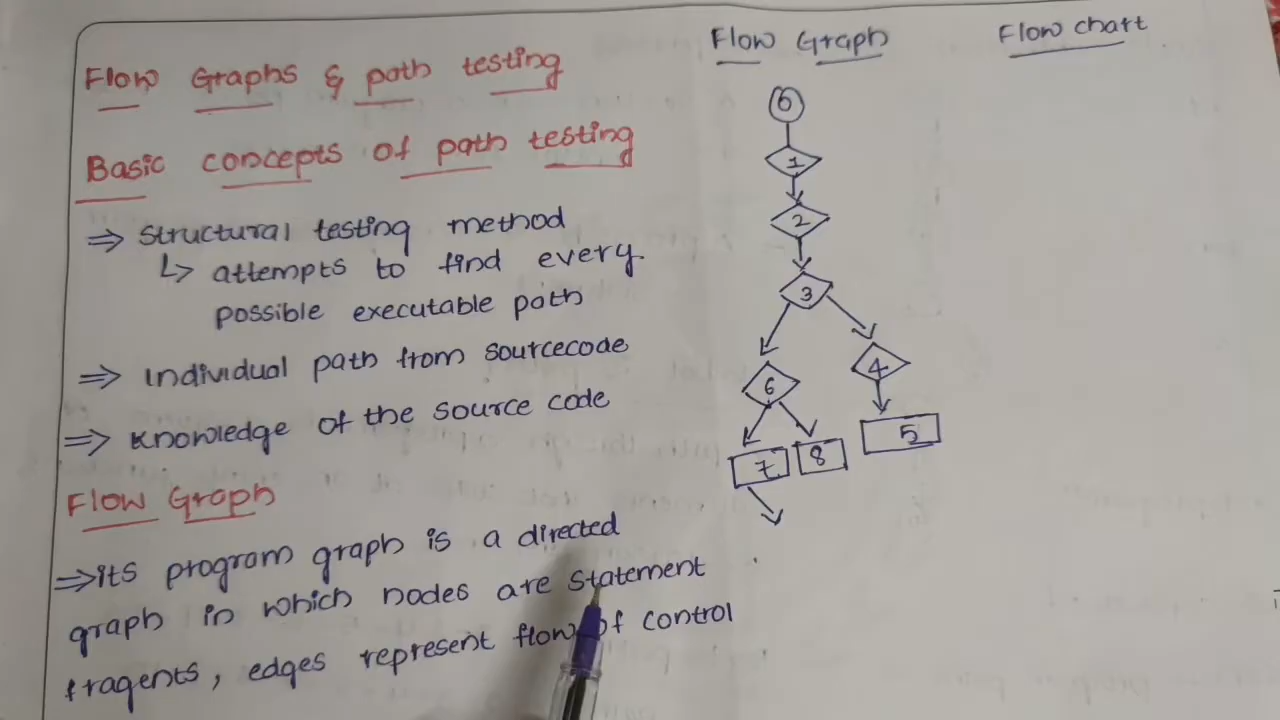 Flow Graphs & path testing
Basic concepts of path testing
⇒ structural testing method
↳ attempts to find every
possible executable path
⇒ Individual path from sourcecode
⇒ Knowledge of the source code
Flow Graph
⇒ its program graph is a directed
graph in which nodes are statement
fragents, edges represent flow of control
Flow Graph
6
1
2
3
6
4
7
8
5
Flow chart